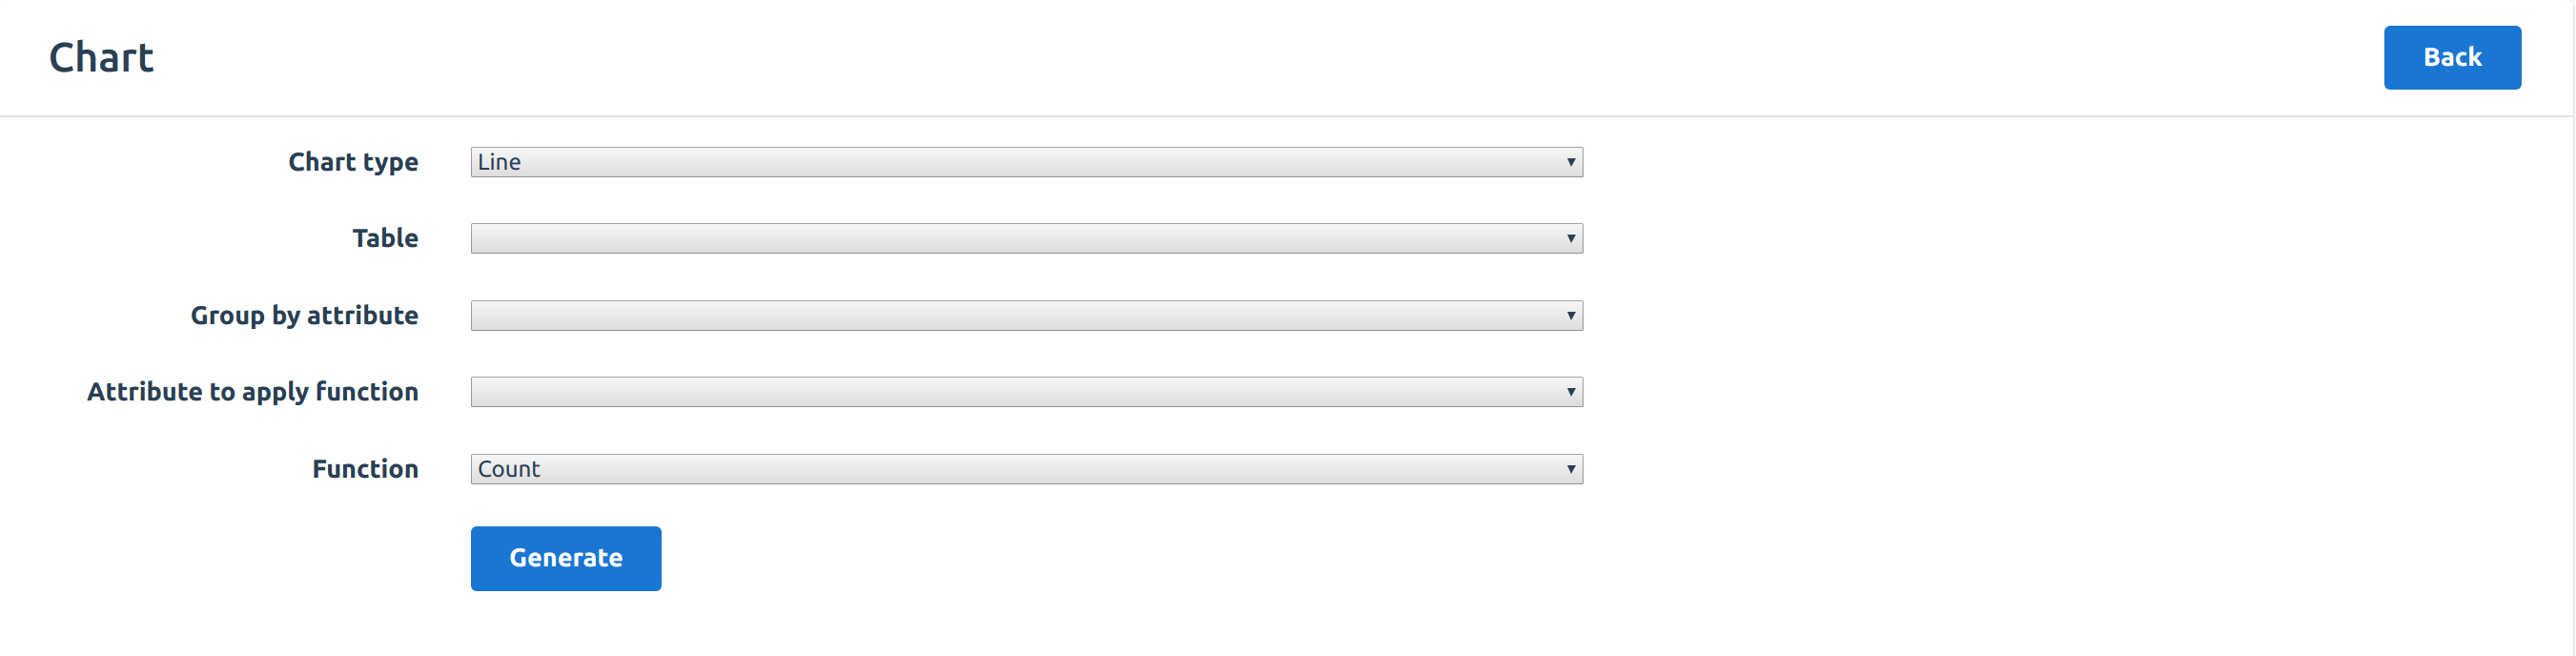 Chart
Back
Chart type
Line
Table
Group by attribute
Attribute to apply function
Function
Count
Generate